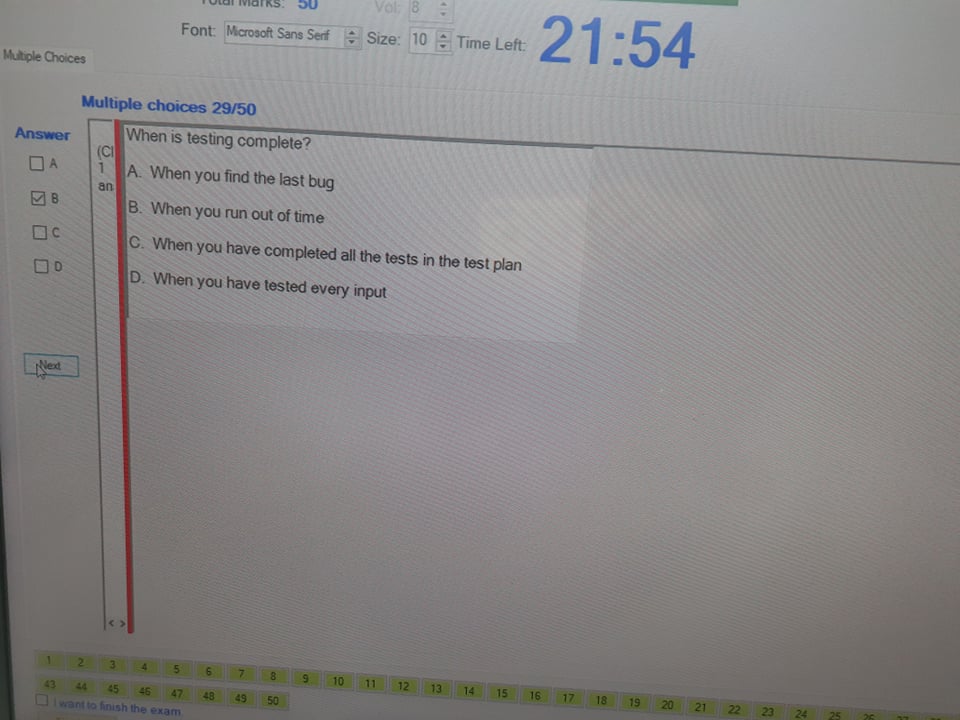 Total Marks: 50 Vol: 8
Font: Microsoft Sans Serif Size: 10 Time Left: 21:54
Multiple Choices
Multiple choices 29/50
Answer
A
B
C
D
Next
(Cl
1
an
When is testing complete?
A. When you find the last bug
B. When you run out of time
C. When you have completed all the tests in the test plan
D. When you have tested every input
< >
1 2 3 4 5 6 7 8 9 10 11 12 13 14 15 16 17 18 19 20 21 22 23 24 25 26
43 44 45 46 47 48 49 50
I want to finish the exam.